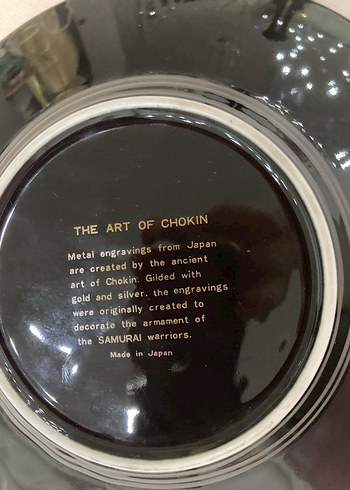 THE ART OF CHOKIN
Metal engravings from Japan
are created by the ancient
art of Chokin. Gilded with
gold and silver. the engravings
were originally created to
decorate the armament of
the SAMURAI warriors.
Made in Japan